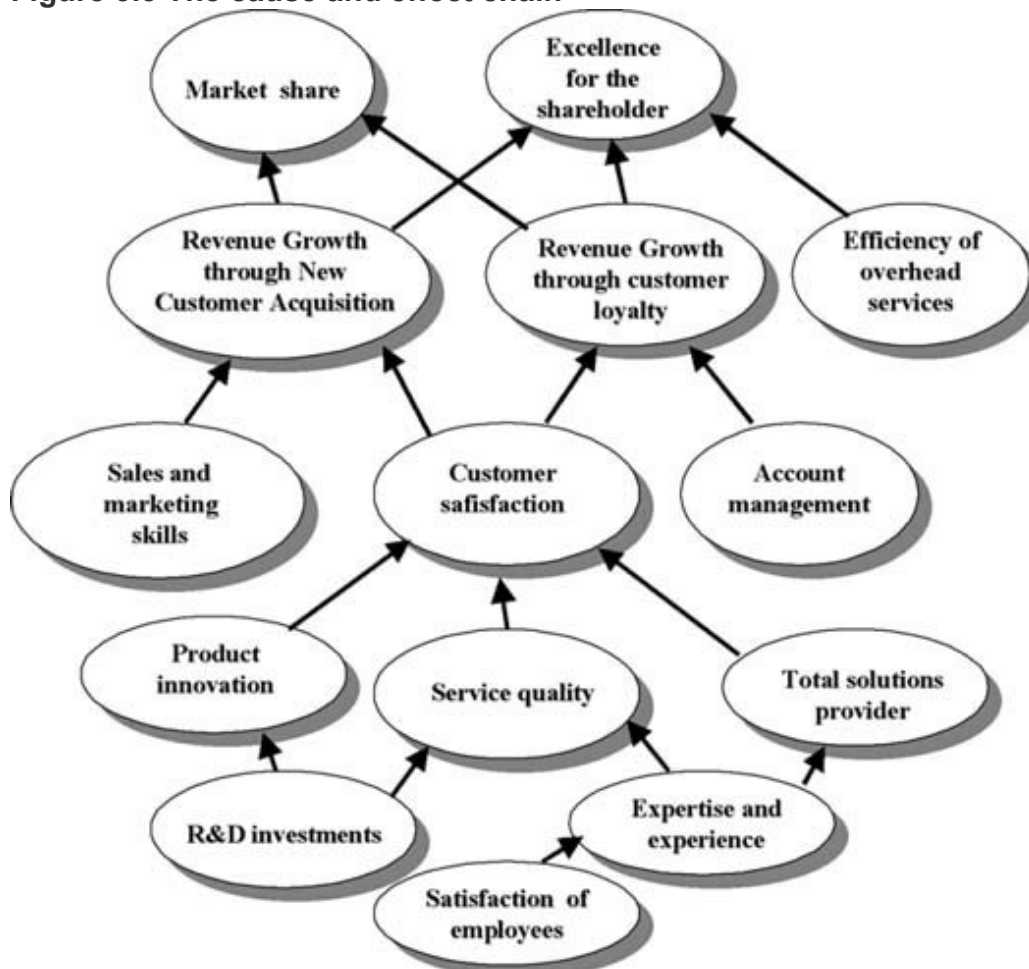 Market share
Excellence
for the
shareholder
Revenue Growth
through New
Customer Acquisition
Revenue Growth
through customer
loyalty
Efficiency of
overhead
services
Sales and
marketing
skills
Customer
safisfaction
Account
management
Product
innovation
Service quality
Total solutions
provider
R&D investments
Expertise and
experience
Satisfaction of
employees